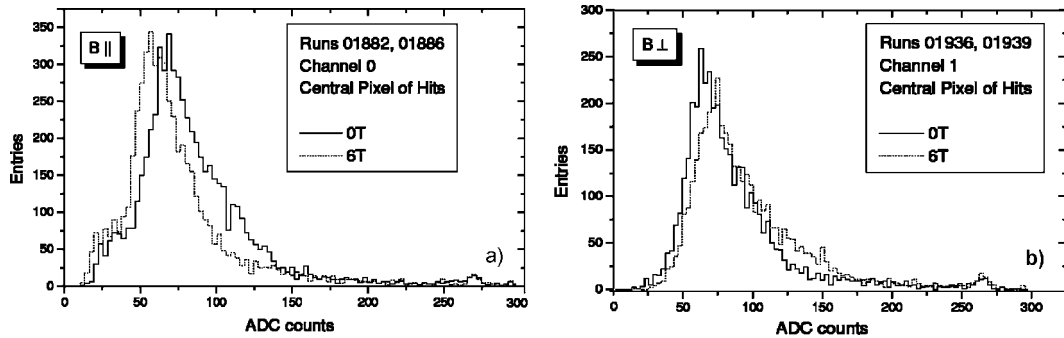 350
300
250
200
150
100
50
0
Entries
B ||
Runs 01882, 01886
Channel 0
Central Pixel of Hits
0T
6T
a)
0 50 100 150 200 250 300
ADC counts
300
250
200
150
100
50
0
Entries
B⊥
Runs 01936, 01939
Channel 1
Central Pixel of Hits
0T
6T
b)
0 50 100 150 200 250 300
ADC counts